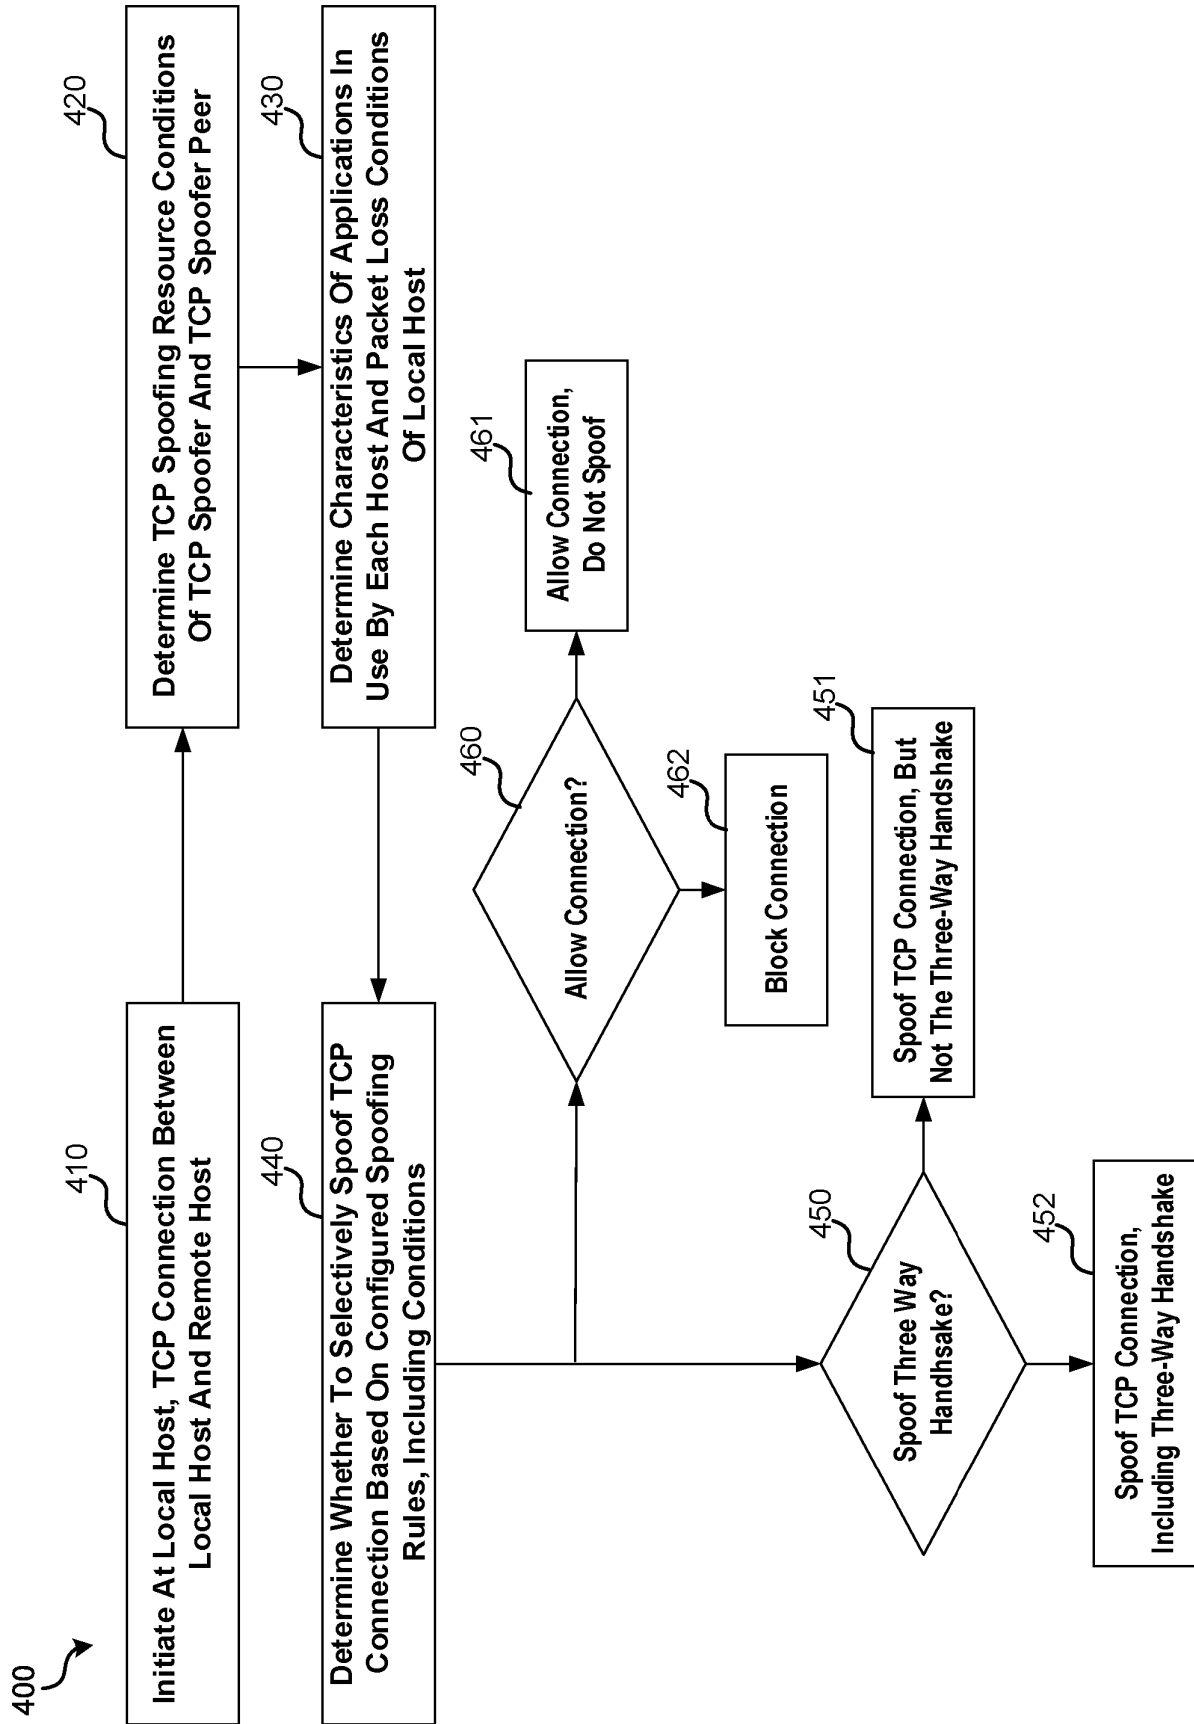 400
410
Initiate At Local Host, TCP Connection Between
Local Host And Remote Host
420
Determine TCP Spoofing Resource Conditions
Of TCP Spoofer And TCP Spoofer Peer
430
Determine Characteristics Of Applications In
Use By Each Host And Packet Loss Conditions
Of Local Host
440
Determine Whether To Selectively Spoof TCP
Connection Based On Configured Spoofing
Rules, Including Conditions
460
Allow Connection?
461
Allow Connection,
Do Not Spoof
462
Block Connection
450
Spoof Three Way
Handhsake?
451
Spoof TCP Connection, But
Not The Three-Way Handshake
452
Spoof TCP Connection,
Including Three-Way Handshake